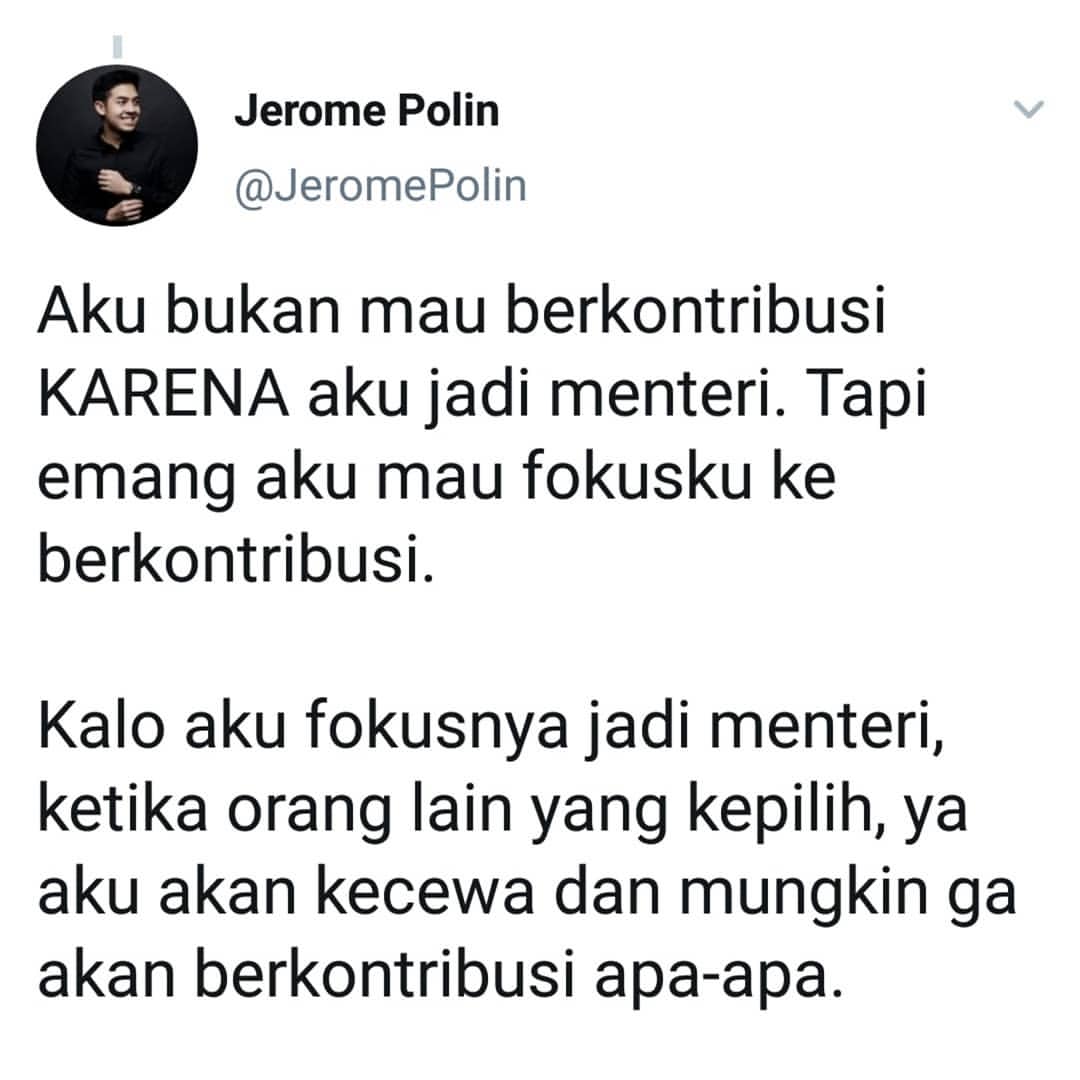 Jerome Polin
@JeromePolin
Aku bukan mau berkontribusi
KARENA aku jadi menteri. Tapi
emang aku mau fokusku ke
berkontribusi.
Kalo aku fokusnya jadi menteri,
ketika orang lain yang kepilih, ya
aku akan kecewa dan mungkin ga
akan berkontribusi apa-apa.